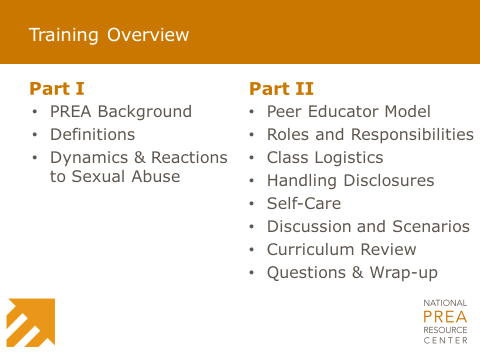 Training Overview
Part I
• PREA Background
• Definitions
• Dynamics & Reactions
to Sexual Abuse
Part II
• Peer Educator Model
• Roles and Responsibilities
• Class Logistics
• Handling Disclosures
• Self-Care
• Discussion and Scenarios
• Curriculum Review
• Questions & Wrap-up
NATIONAL
PREA
RESOURCE
CENTER